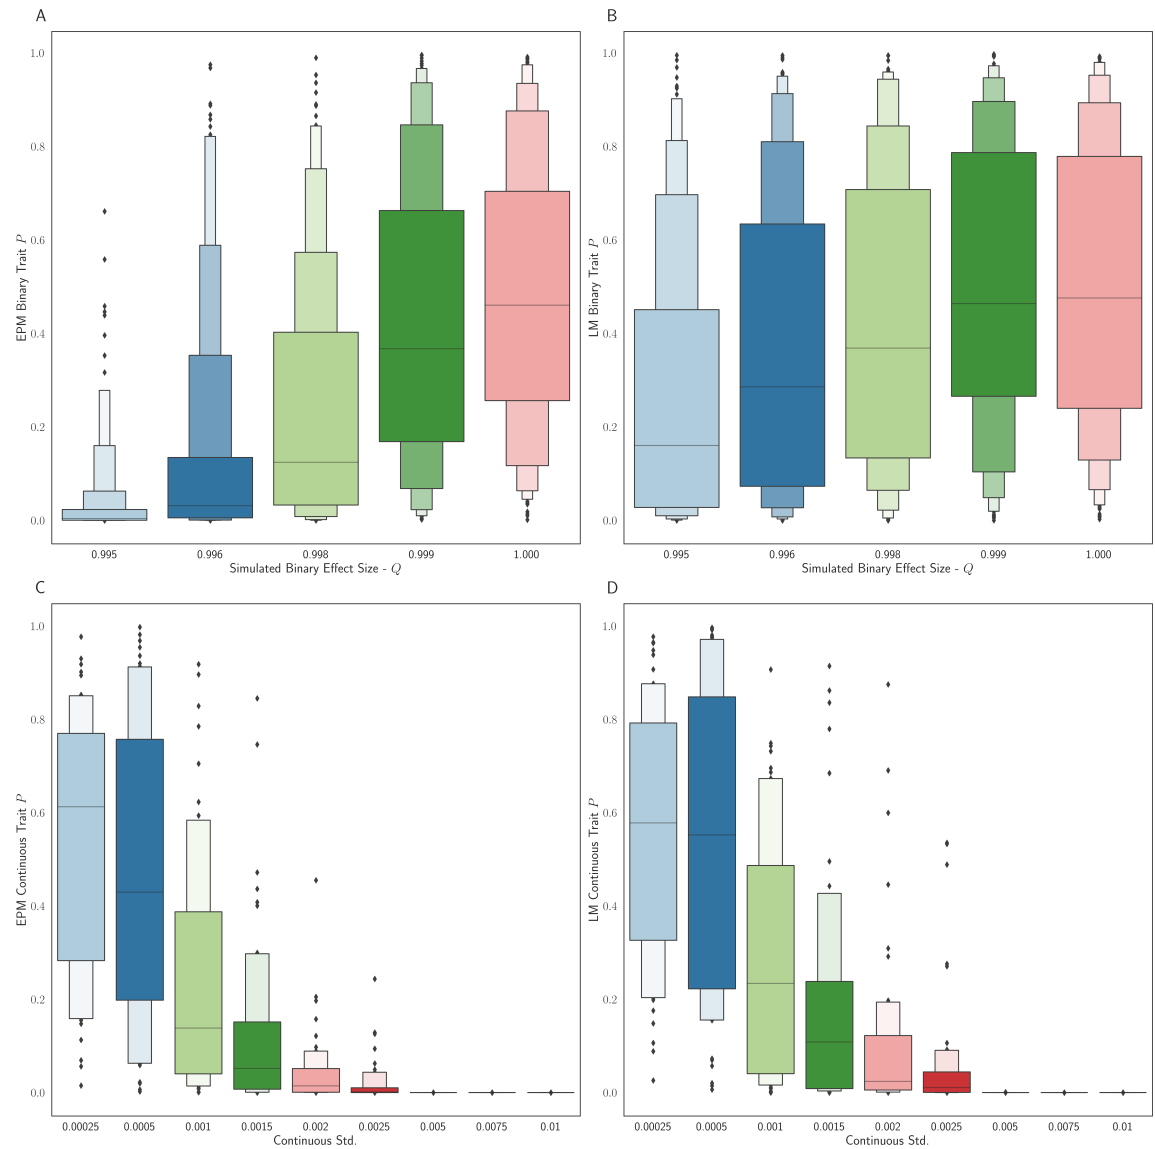 A
EPM Binary Trait P
1.0
0.8
0.6
0.4
0.2
0.0
0.995 0.996 0.998 0.999 1.000
Simulated Binary Effect Size - Q
B
LM Binary Trait P
1.0
0.8
0.6
0.4
0.2
0.0
0.995 0.996 0.998 0.999 1.000
Simulated Binary Effect Size - Q
C
EPM Continuous Trait P
1.0
0.8
0.6
0.4
0.2
0.0
0.00025 0.0005 0.001 0.0015 0.002 0.0025 0.005 0.0075 0.01
Continuous Std.
D
LM Continuous Trait P
1.0
0.8
0.6
0.4
0.2
0.0
0.00025 0.0005 0.001 0.0015 0.002 0.0025 0.005 0.0075 0.01
Continuous Std.